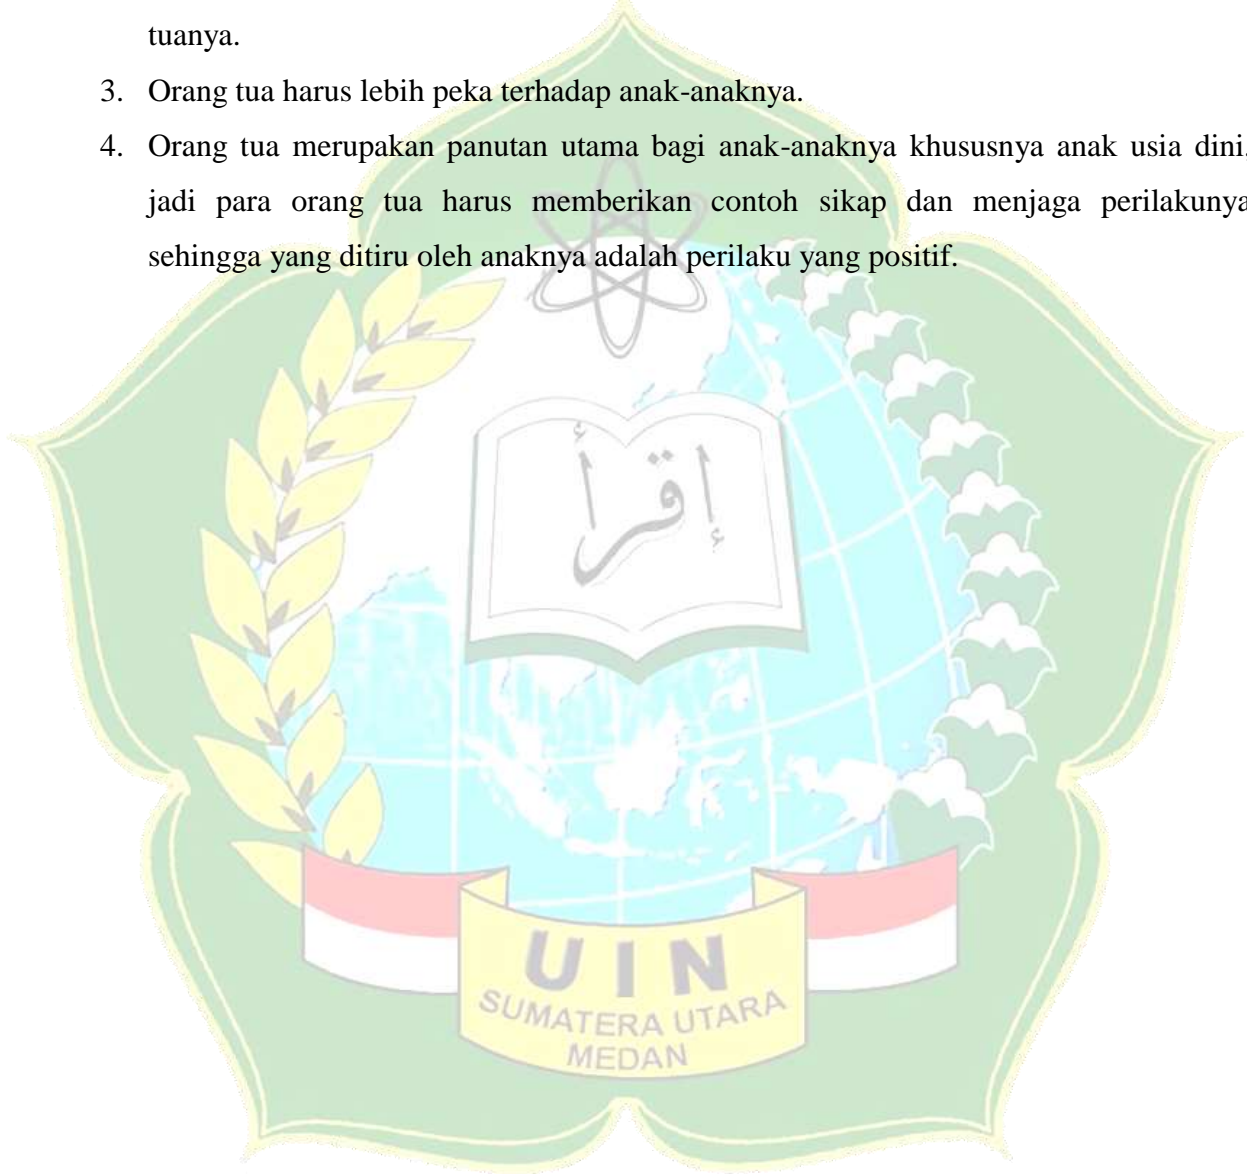 tuanya.
3. Orang tua harus lebih peka terhadap anak-anaknya.
4. Orang tua merupakan panutan utama bagi anak-anaknya khususnya anak usia dini,
jadi para orang tua harus memberikan contoh sikap dan menjaga perilakunya
sehingga yang ditiru oleh anaknya adalah perilaku yang positif.
إقرأ
UIN
SUMATERA UTARA
MEDAN